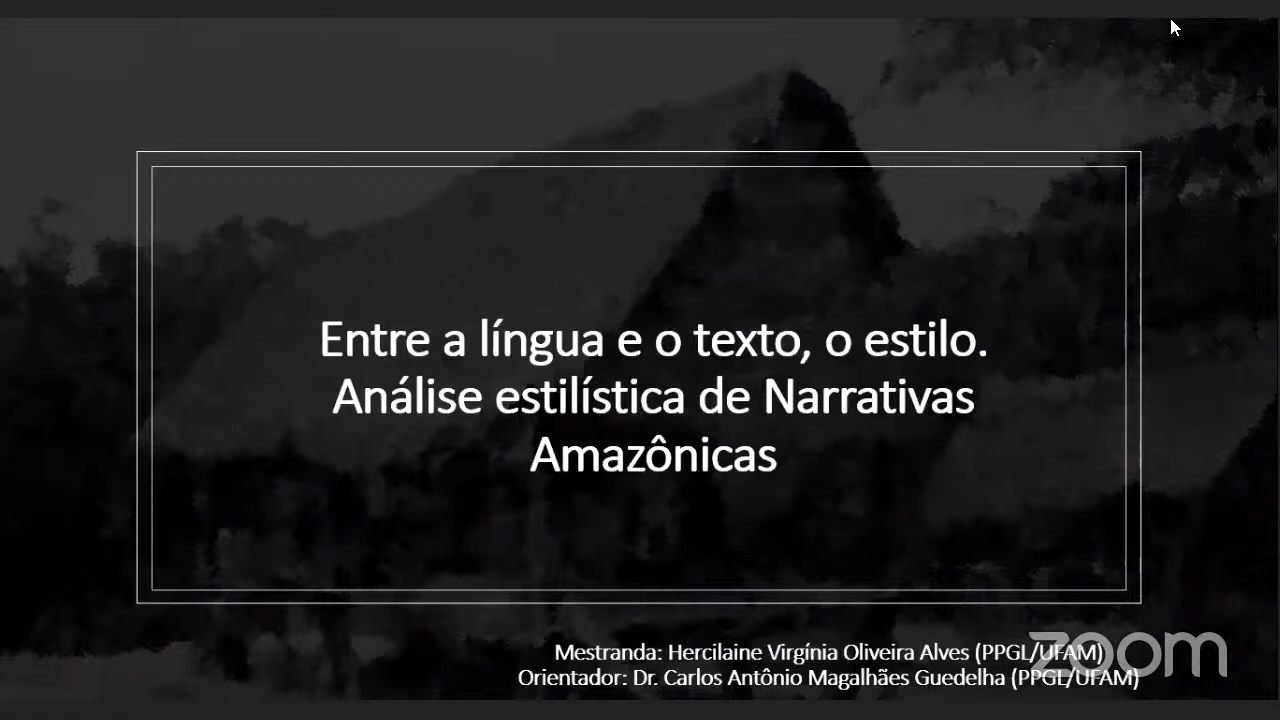 Entre a língua e o texto, o estilo.
Análise estilística de Narrativas
Amazônicas
Mestranda: Hercilaine Virgínia Oliveira Alves (PPGL/UFAM)
Orientador: Dr. Carlos Antônio Magalhães Guedelha (PPGL/UFAM)
zoom